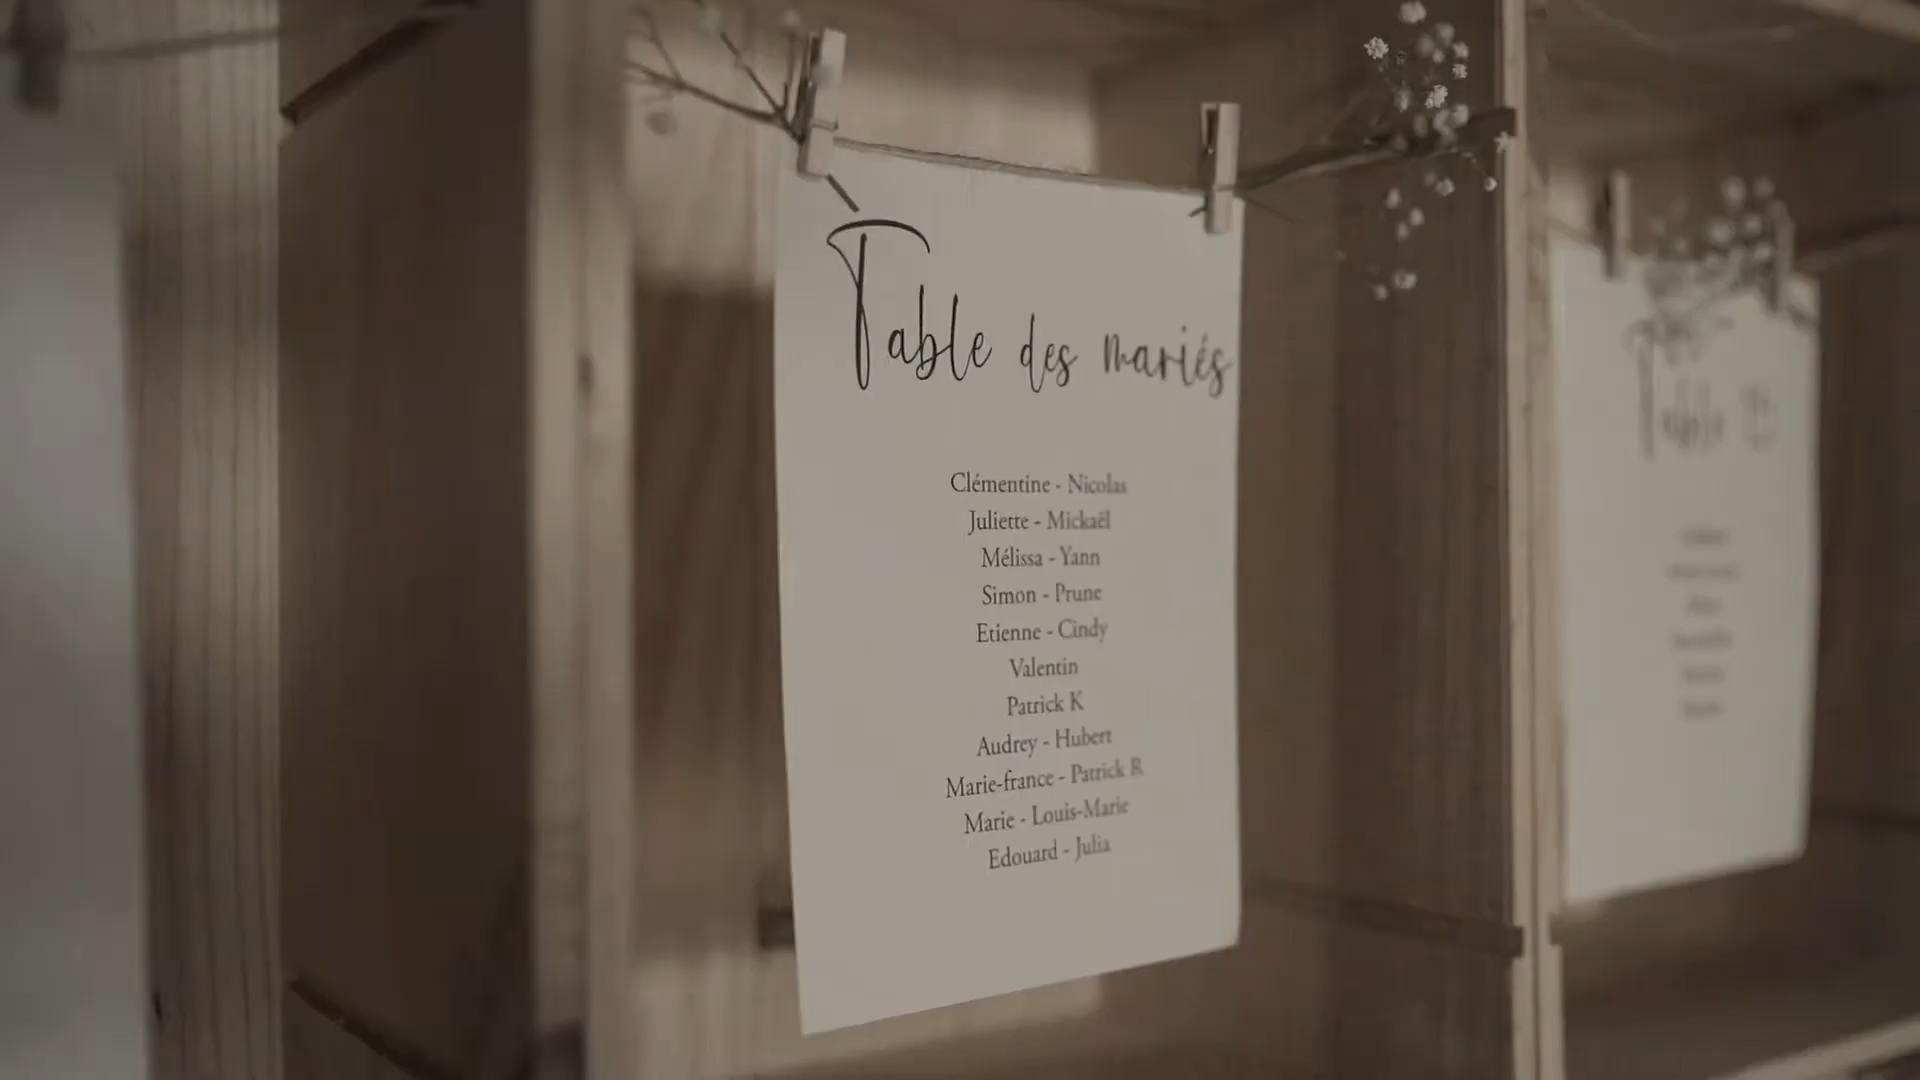 Table des mariés
Clémentine - Nicolas
Juliette - Mickaël
Mélissa - Yann
Simon - Prune
Etienne - Cindy
Valentin
Patrick K
Audrey - Hubert
Marie-france - Patrick R
Marie - Louis-Marie
Edouard - Julia
Table